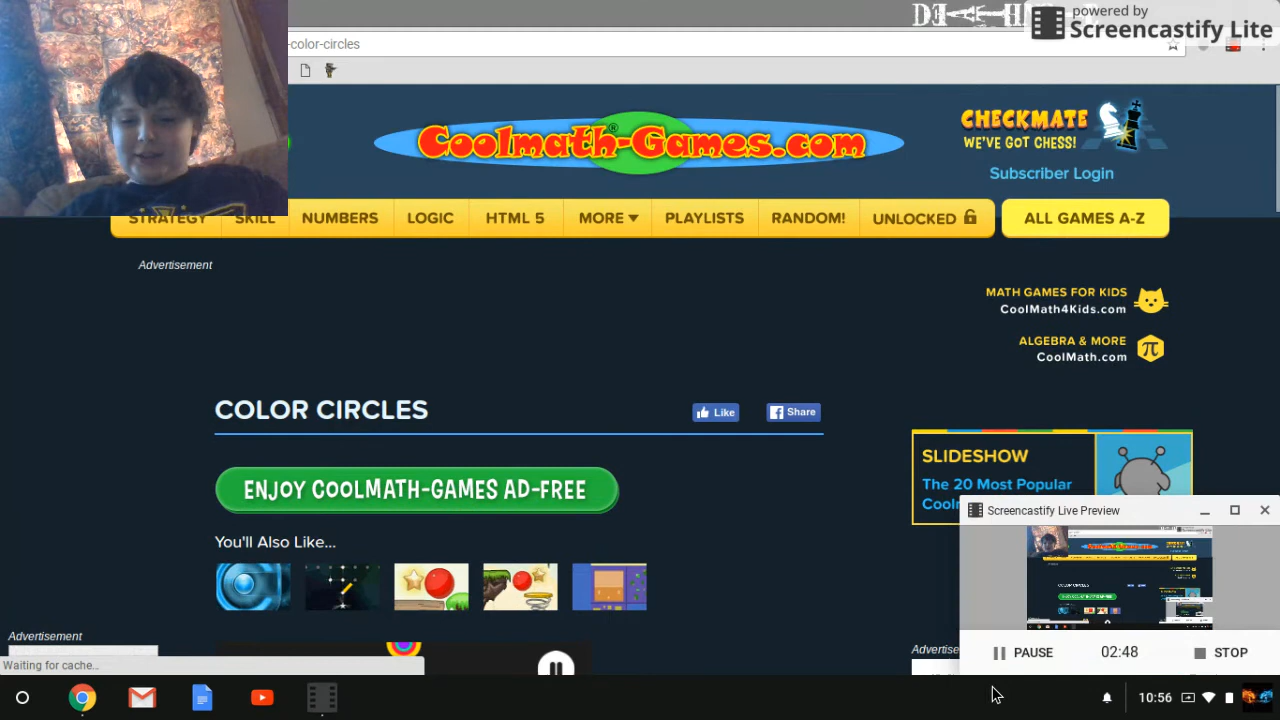 powered by
Screencastify Lite
-color-circles
Coolmath-Games.com
CHECKMATE
WE'VE GOT CHESS!
Subscriber Login
STRATEGY SKILL NUMBERS LOGIC HTML 5 MORE PLAYLISTS RANDOM! UNLOCKED ALL GAMES A-Z
Advertisement
MATH GAMES FOR KIDS
CoolMath4Kids.com
ALGEBRA & MORE
CoolMath.com
COLOR CIRCLES
Like
Share
ENJOY COOLMATH-GAMES AD-FREE
SLIDESHOW
The 20 Most Popular
Screencastify Live Preview
You'll Also Like...
Advertisement
Waiting for cache...
PAUSE 02:48 STOP
10:56